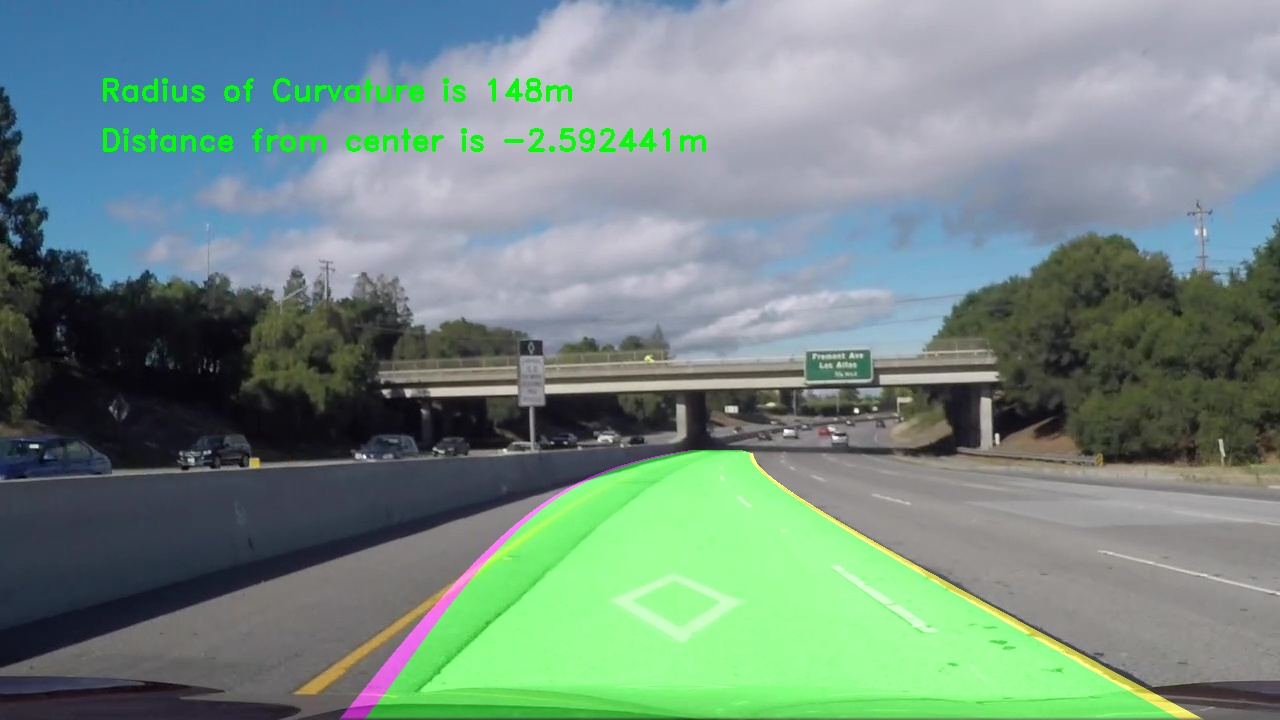 Radius of Curvature is 148m
Distance from center is -2.592441m
Fremont Ave
Los Altos